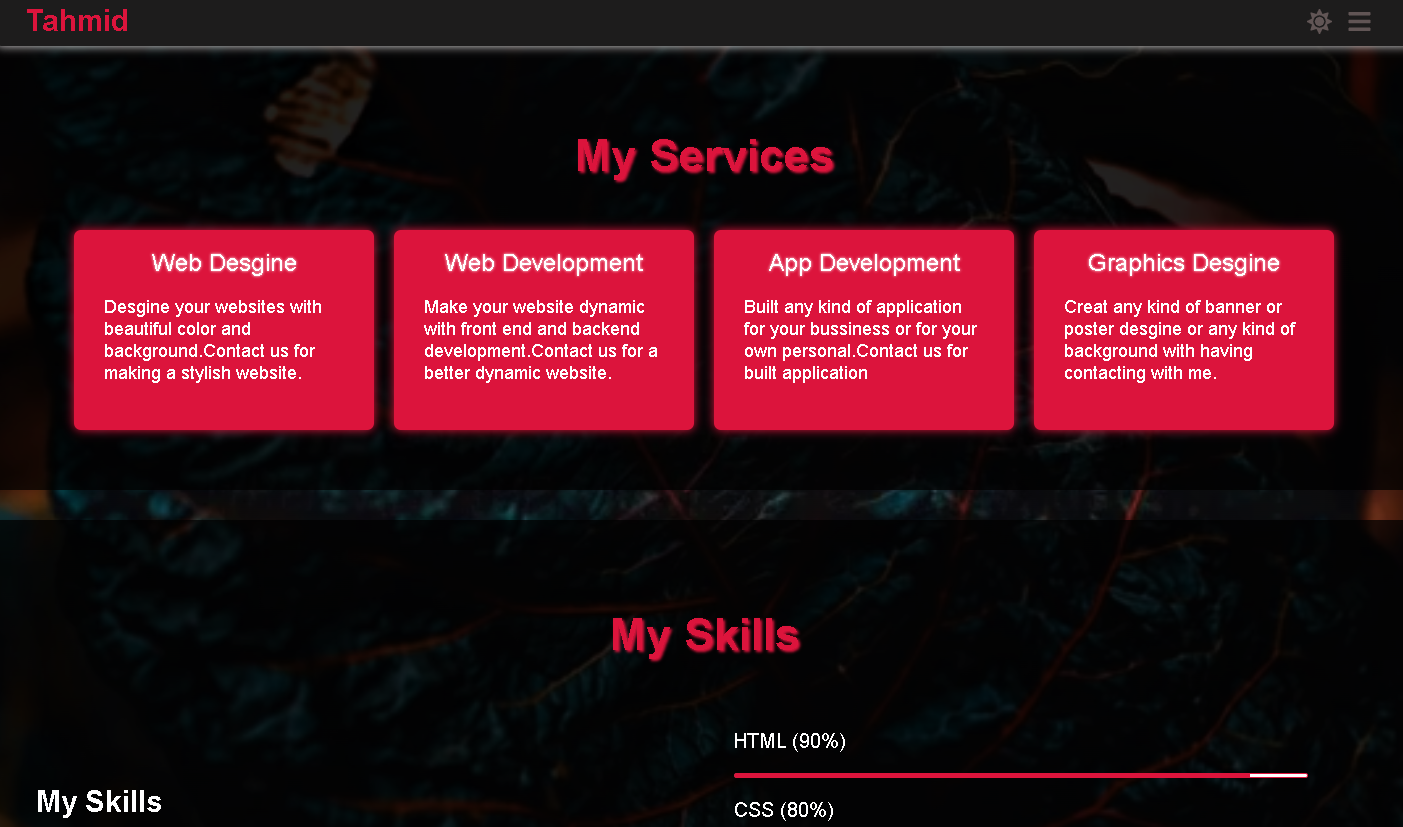 Tahmid
My Services
Web Desgine
Desgine your websites with
beautiful color and
background.Contact us for
making a stylish website.
Web Development
Make your website dynamic
with front end and backend
development.Contact us for a
better dynamic website.
App Development
Built any kind of application
for your bussiness or for your
own personal.Contact us for
built application
Graphics Desgine
Creat any kind of banner or
poster desgine or any kind of
background with having
contacting with me.
My Skills
HTML (90%)
My Skills
CSS (80%)